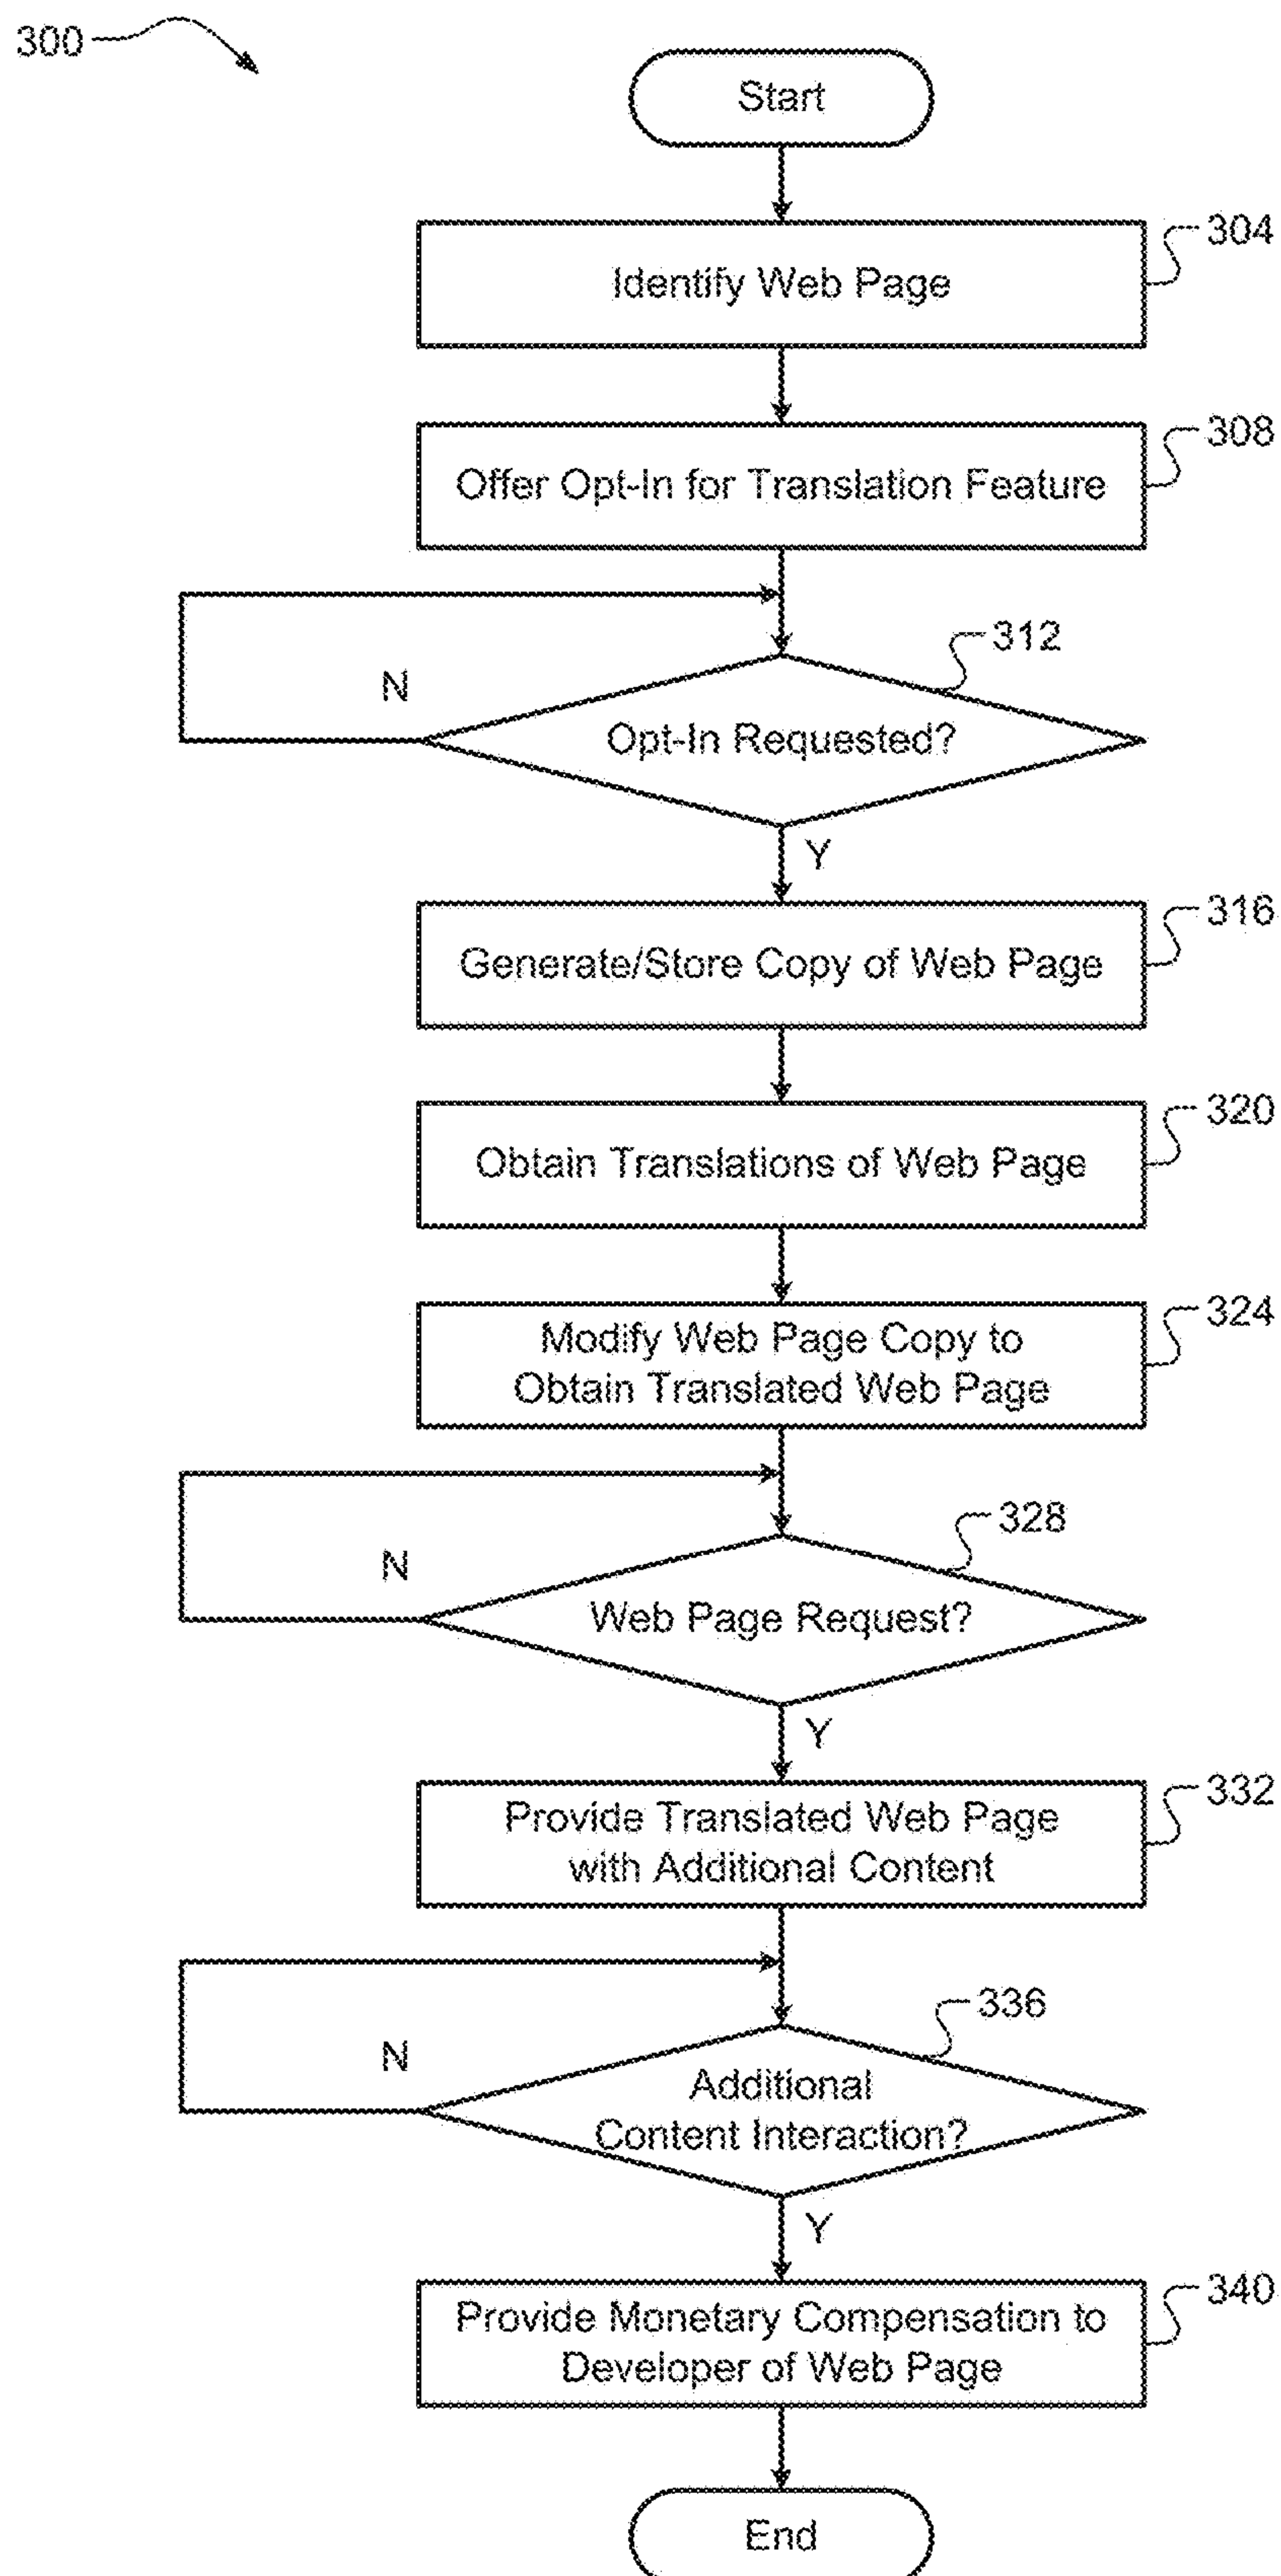 300
Start
304
Identify Web Page
308
Offer Opt-In for Translation Feature
312
N
Opt-In Requested?
Y
316
Generate/Store Copy of Web Page
320
Obtain Translations of Web Page
324
Modify Web Page Copy to
Obtain Translated Web Page
328
N
Web Page Request?
Y
332
Provide Translated Web Page
with Additional Content
336
N
Additional
Content Interaction?
Y
340
Provide Monetary Compensation to
Developer of Web Page
End